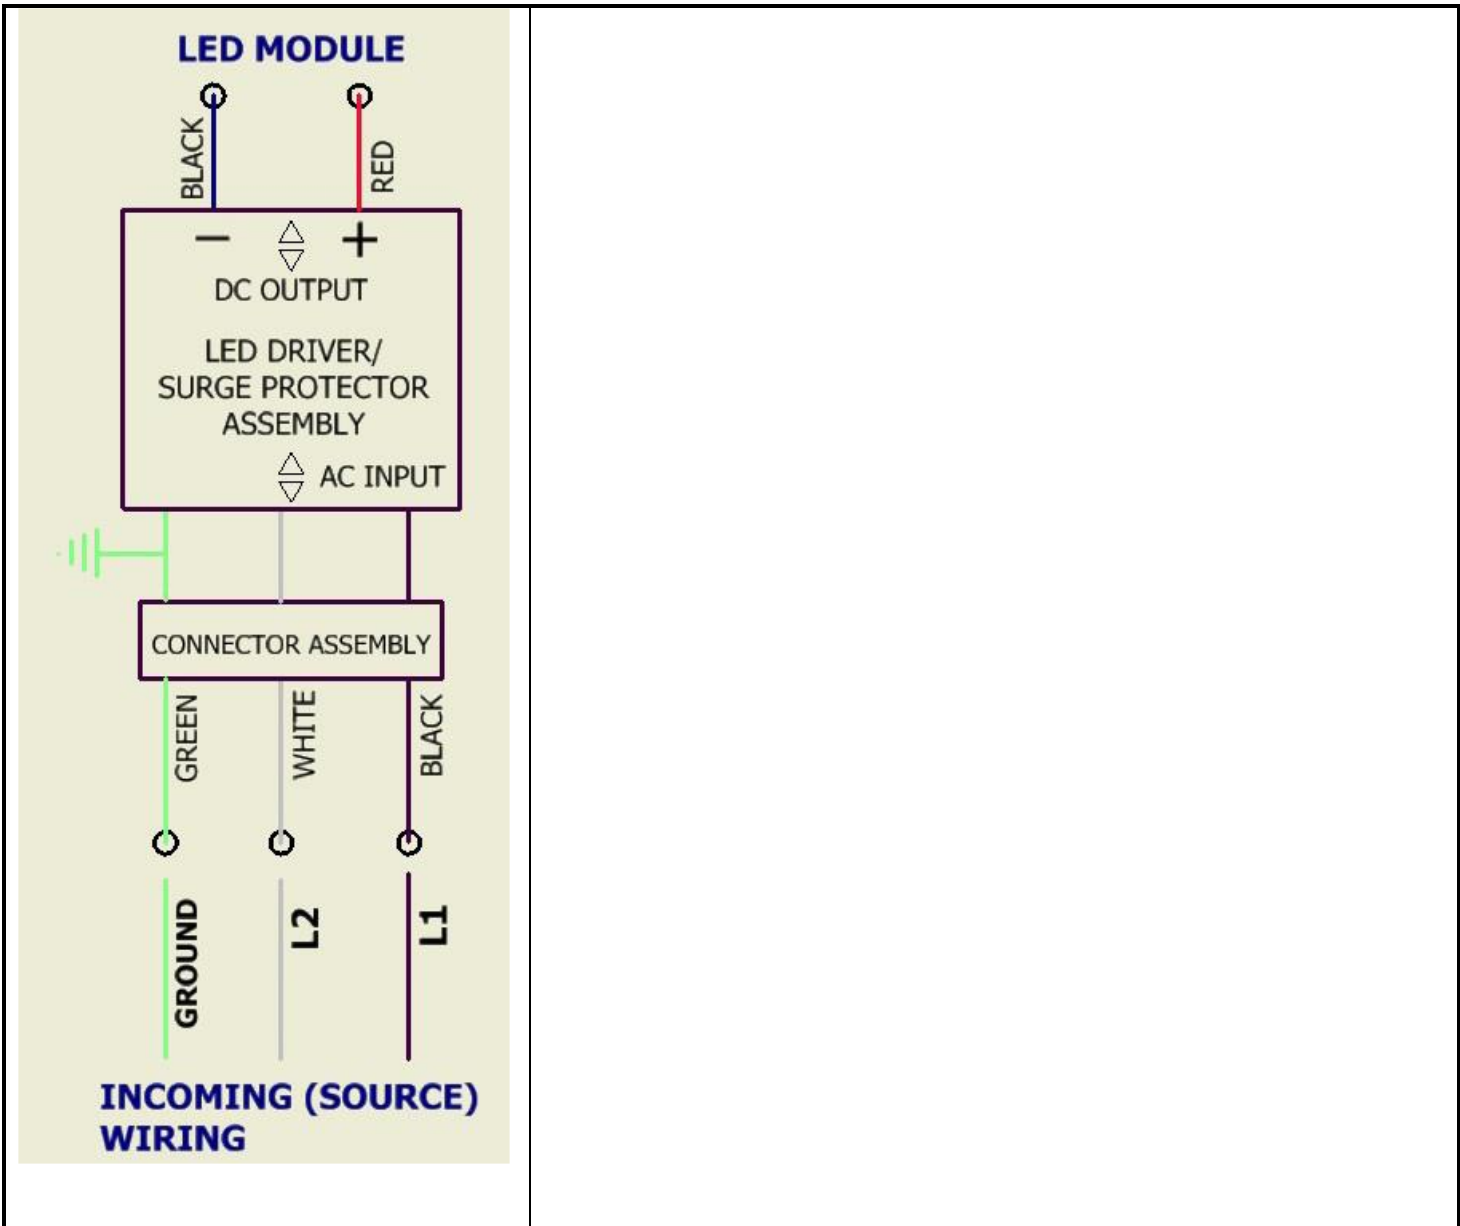 LED MODULE
BLACK
RED
− +
DC OUTPUT
LED DRIVER/
SURGE PROTECTOR
ASSEMBLY
AC INPUT
CONNECTOR ASSEMBLY
GREEN
WHITE
BLACK
GROUND
L2
L1
INCOMING (SOURCE)
WIRING